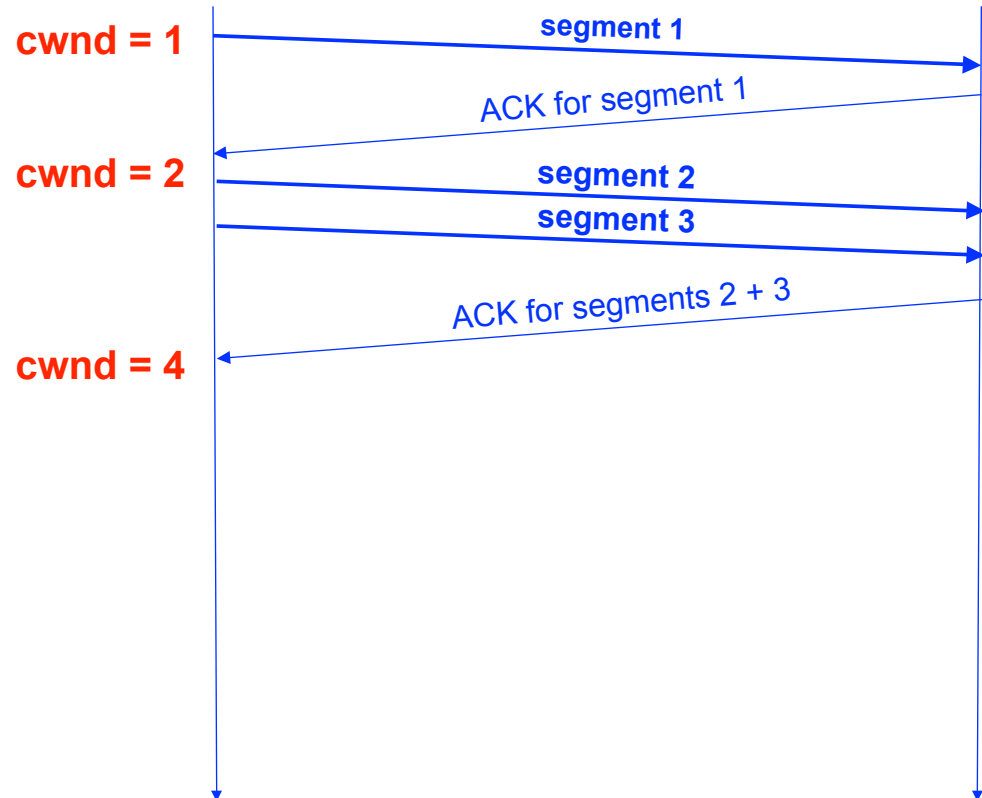 cwnd = 1
segment 1
ACK for segment 1
cwnd = 2
segment 2
segment 3
ACK for segments 2 + 3
cwnd = 4